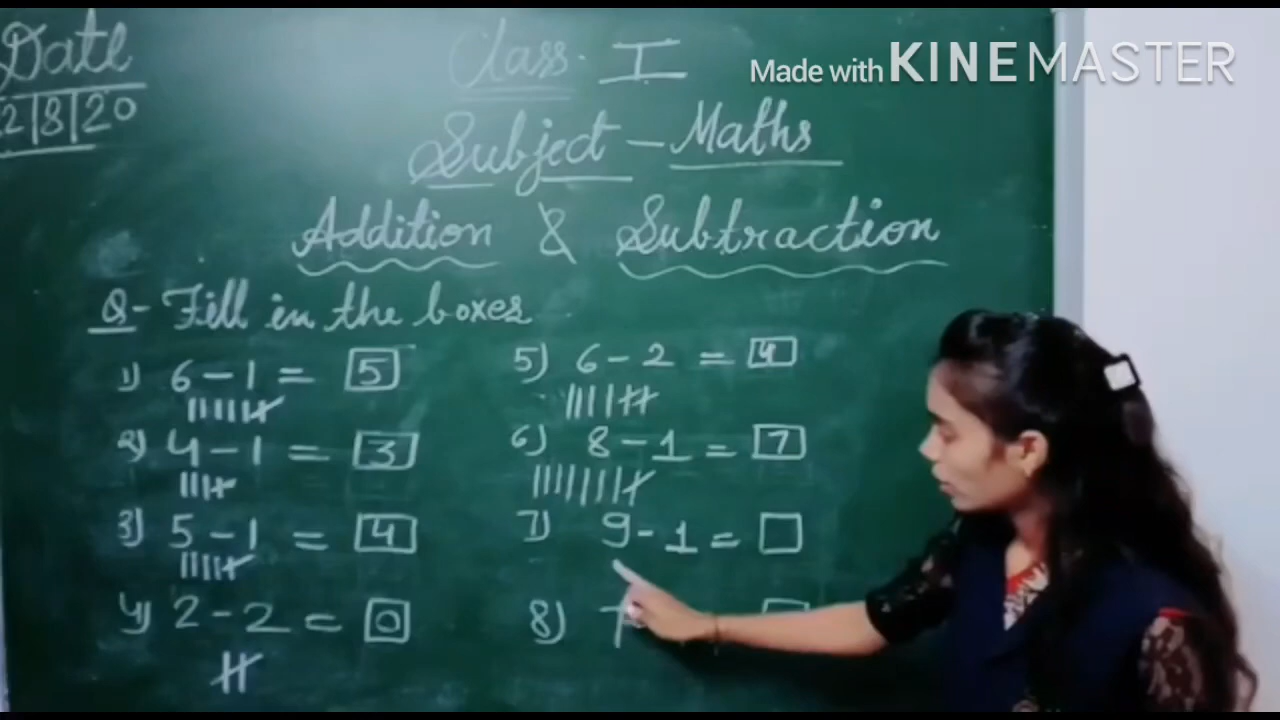 Made with KINEMASTER
Date
2|8|20
Class. I
Subject - Maths
Addition & Subtraction
Q- Fill in the boxes
1) 6 - 1 = 5
2) 4 - 1 = 3
3) 5 - 1 = 4
4) 2 - 2 = 0
5) 6 - 2 = 4
6) 8 - 1 = 7
7) 9 - 1 =
8) 7